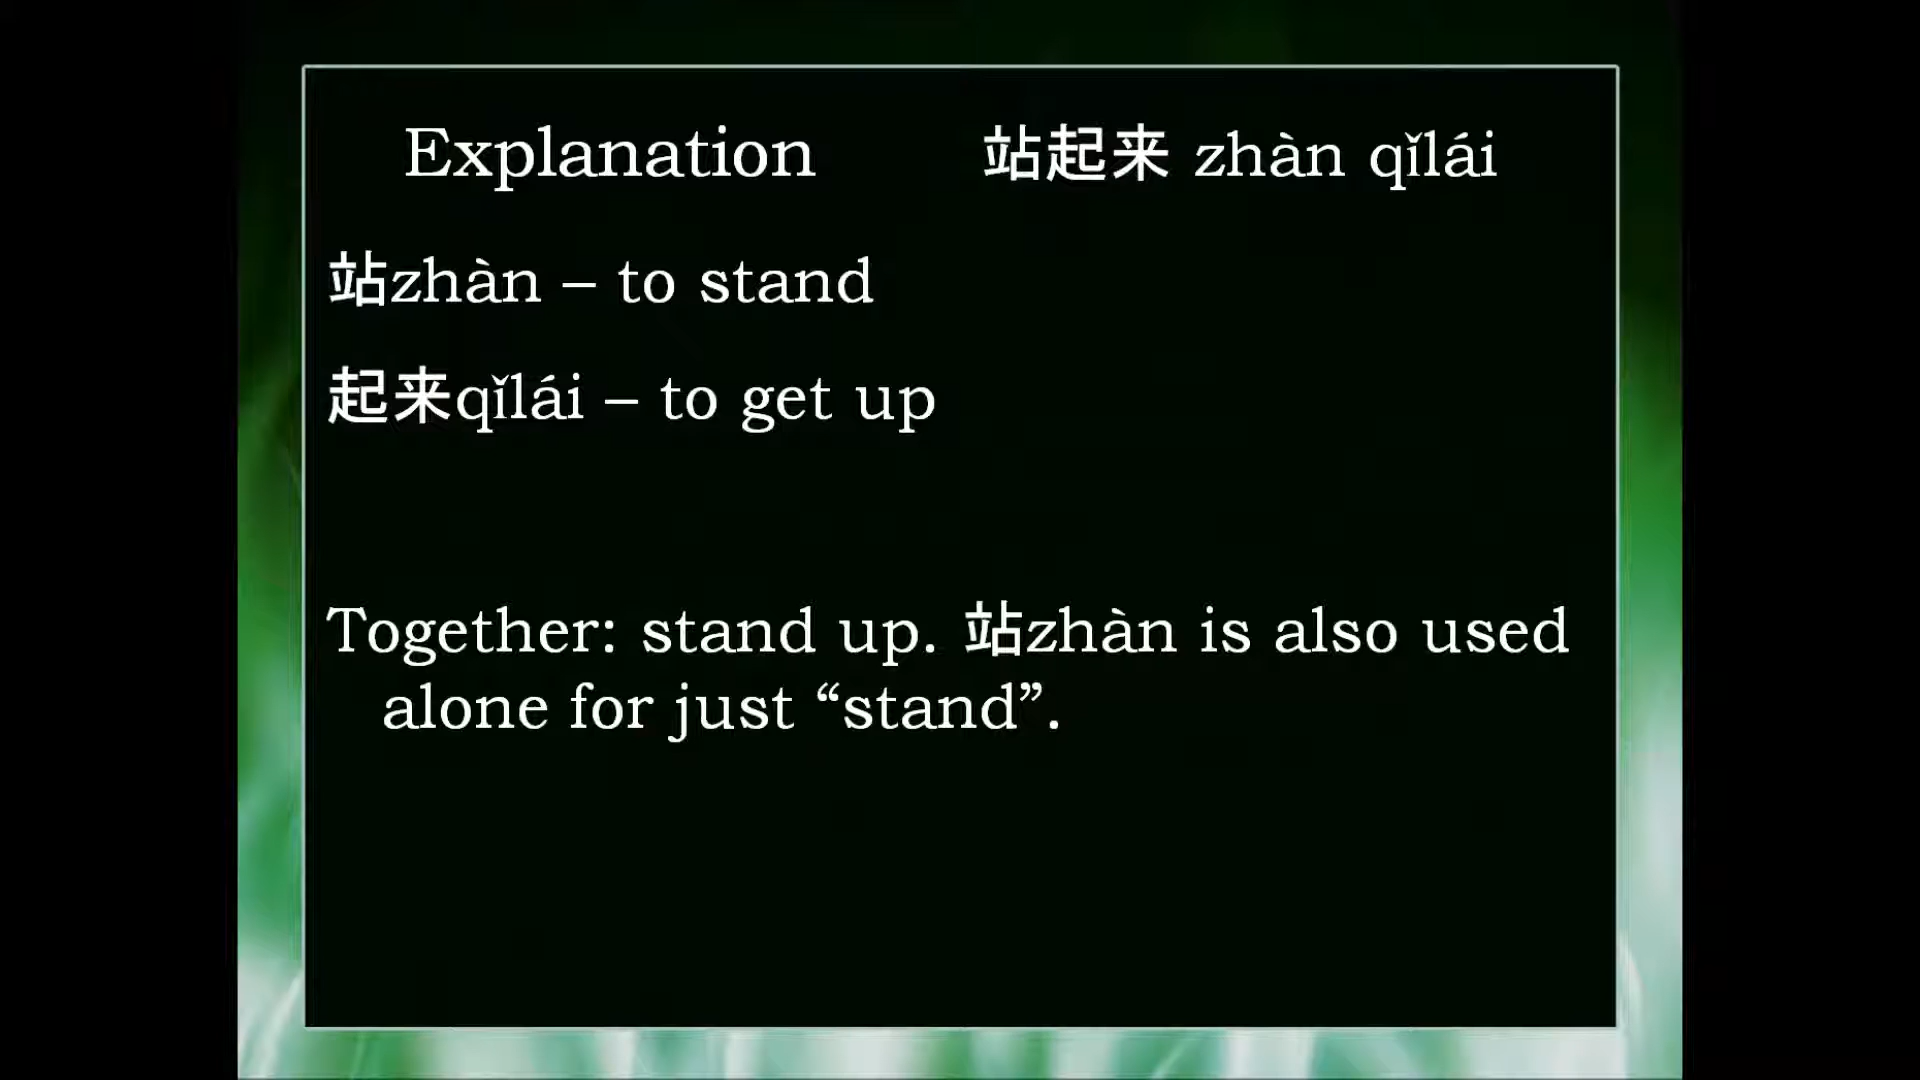 Explanation 站起来 zhàn qǐlái
站zhàn – to stand
起来qǐlái – to get up
Together: stand up. 站zhàn is also used
alone for just “stand”.